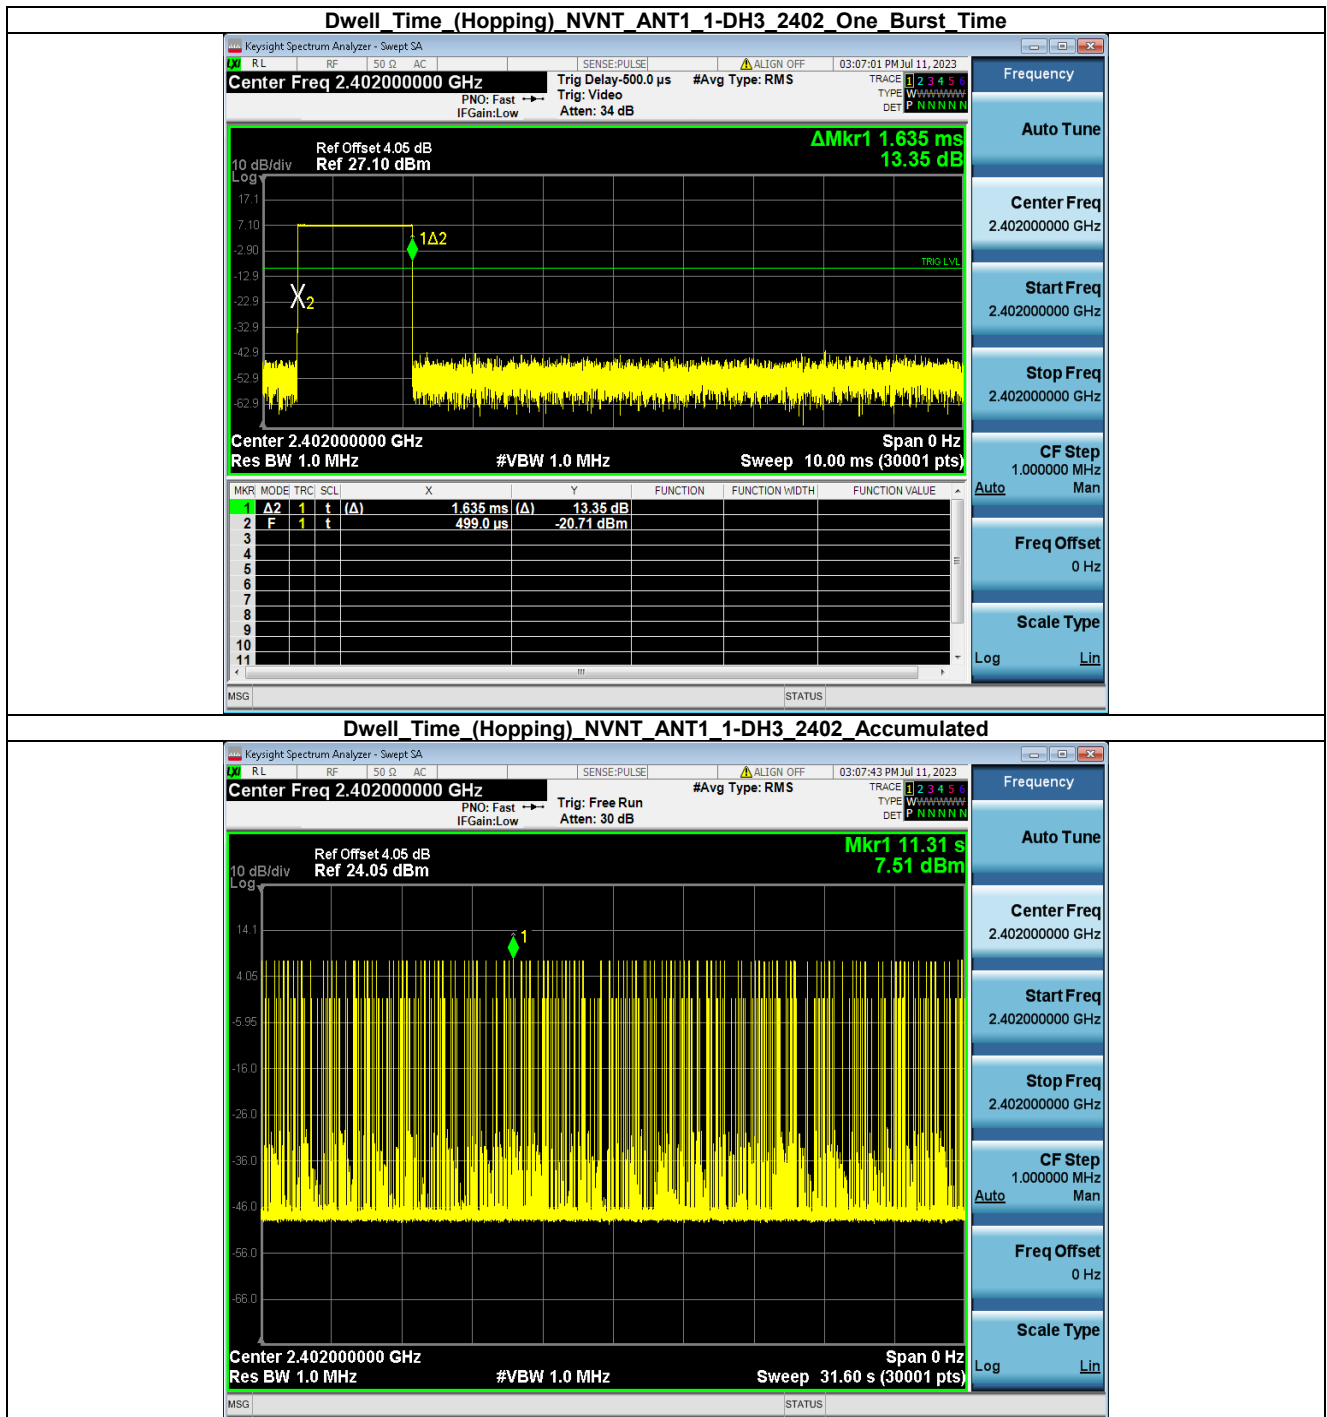 Dwell_Time_(Hopping)_NVNT_ANT1_1-DH3_2402_One_Burst_Time
Keysight Spectrum Analyzer - Swept SA
LXI RL RF 50 Ω AC SENSE:PULSE ALIGN OFF 03:07:01 PM Jul 11, 2023
Center Freq 2.402000000 GHz
PNO: Fast
IFGain:Low
Trig Delay-500.0 µs
Trig: Video
Atten: 34 dB
#Avg Type: RMS
TRACE 1 2 3 4 5 6
TYPE WWWWWW
DET P N N N N N
Frequency
Auto Tune
Center Freq
2.402000000 GHz
Start Freq
2.402000000 GHz
Stop Freq
2.402000000 GHz
CF Step
1.000000 MHz
Auto Man
Freq Offset
0 Hz
Scale Type
Log Lin
ΔMkr1 1.635 ms
13.35 dB
Ref Offset 4.05 dB
10 dB/div Ref 27.10 dBm
Log
17.1
7.10
-2.90
-12.9
-22.9
-32.9
-42.9
-52.9
-62.9
1Δ2
TRIG LVL
X2
Center 2.402000000 GHz Span 0 Hz
Res BW 1.0 MHz #VBW 1.0 MHz Sweep 10.00 ms (30001 pts)
MKR MODE TRC SCL X Y FUNCTION FUNCTION WIDTH FUNCTION VALUE
1 Δ2 1 t (Δ) 1.635 ms (Δ) 13.35 dB
2 F 1 t 499.0 µs -20.71 dBm
3
4
5
6
7
8
9
10
11
MSG STATUS
Dwell_Time_(Hopping)_NVNT_ANT1_1-DH3_2402_Accumulated
Keysight Spectrum Analyzer - Swept SA
LXI RL RF 50 Ω AC SENSE:PULSE ALIGN OFF 03:07:43 PM Jul 11, 2023
Center Freq 2.402000000 GHz
PNO: Fast
IFGain:Low
Trig: Free Run
Atten: 30 dB
#Avg Type: RMS
TRACE 1 2 3 4 5 6
TYPE WWWWWW
DET P N N N N N
Frequency
Auto Tune
Center Freq
2.402000000 GHz
Start Freq
2.402000000 GHz
Stop Freq
2.402000000 GHz
CF Step
1.000000 MHz
Auto Man
Freq Offset
0 Hz
Scale Type
Log Lin
Mkr1 11.31 s
7.51 dBm
Ref Offset 4.05 dB
10 dB/div Ref 24.05 dBm
Log
14.1
4.05
-5.95
-16.0
-26.0
-36.0
-46.0
-56.0
-66.0
1
Center 2.402000000 GHz Span 0 Hz
Res BW 1.0 MHz #VBW 1.0 MHz Sweep 31.60 s (30001 pts)
MSG STATUS